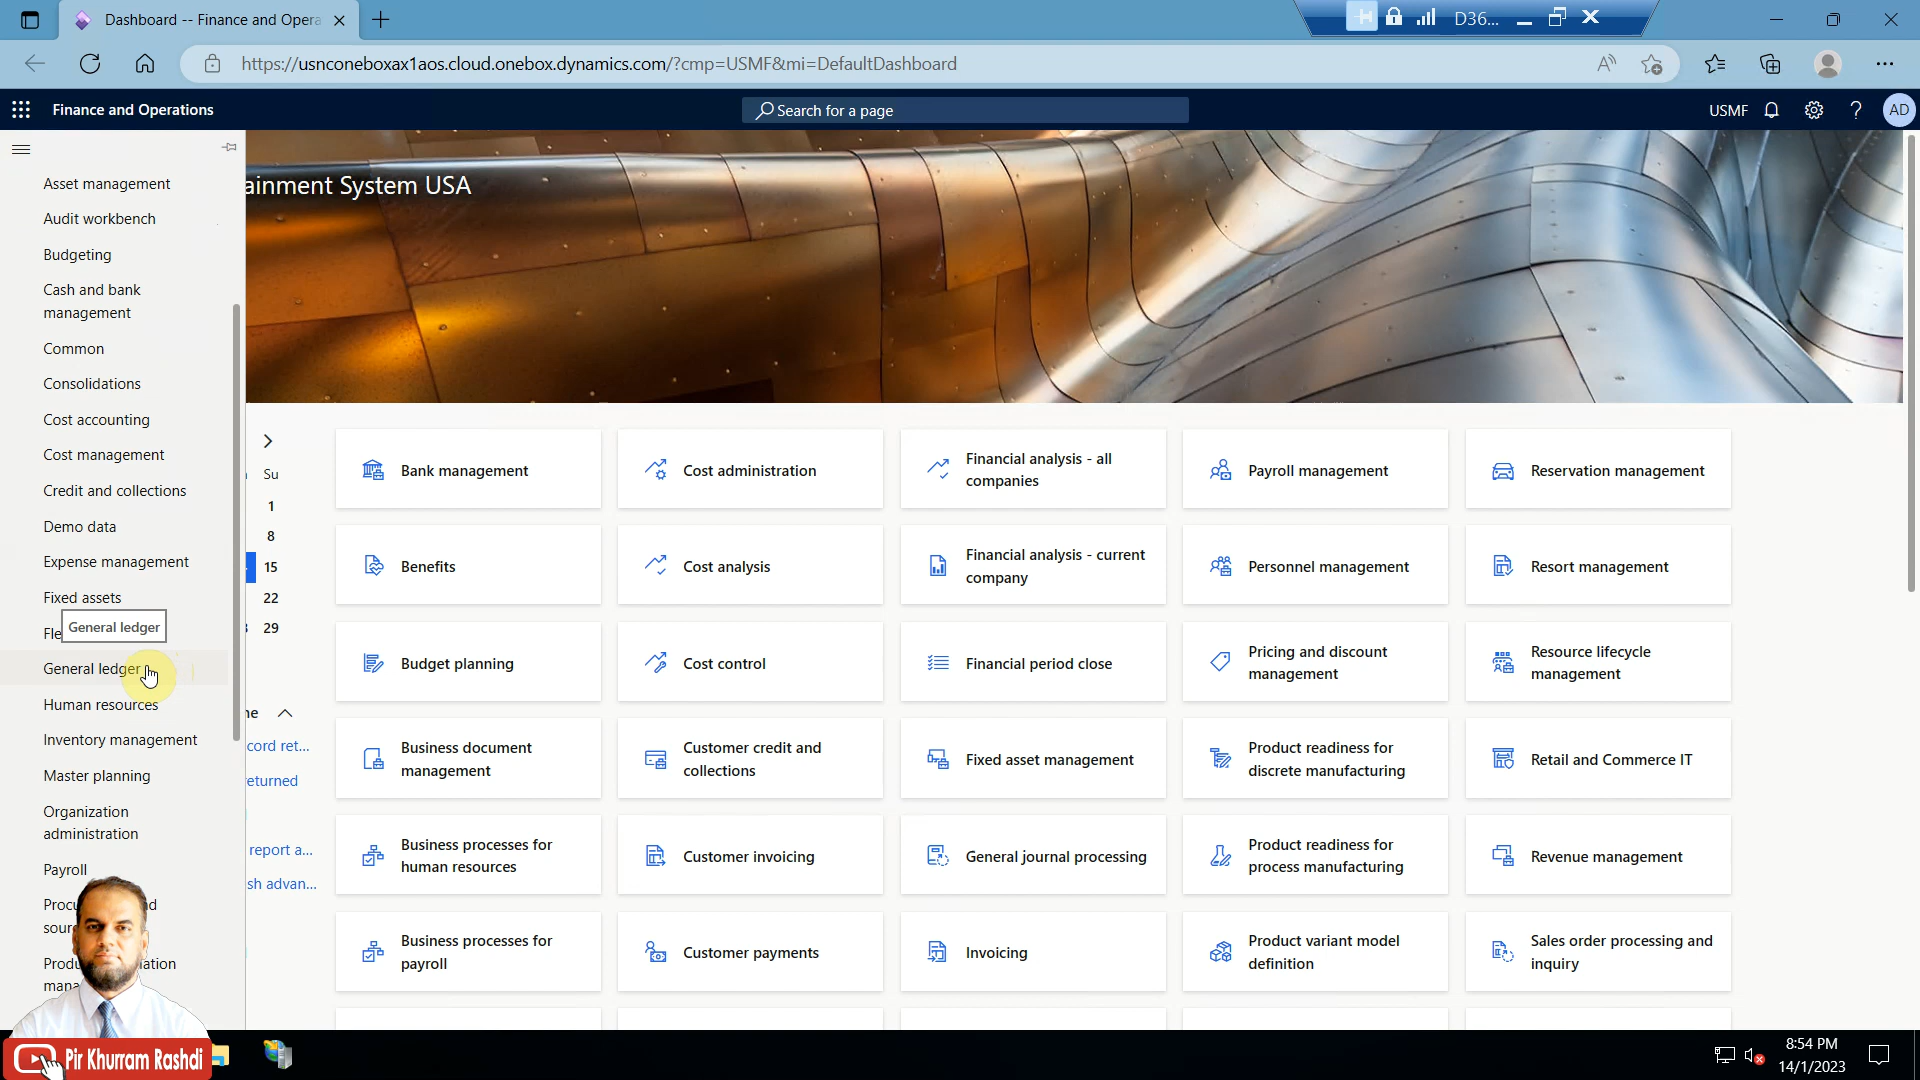 Dashboard -- Finance and Opera
D36...
https://usnconeboxax1aos.cloud.onebox.dynamics.com/?cmp=USMF&mi=DefaultDashboard
Finance and Operations
Search for a page
USMF
AD
ainment System USA
Asset management
Audit workbench
Budgeting
Cash and bank
management
Common
Consolidations
Cost accounting
Cost management
Credit and collections
Demo data
Expense management
Fixed assets
Fle
General ledger
General ledger
Human resources
Inventory management
Master planning
Organization
administration
Payroll
Su
1
8
15
22
29
cord ret...
eturned
report a...
sh advan...
Bank management
Cost administration
Financial analysis - all
companies
Payroll management
Reservation management
Benefits
Cost analysis
Financial analysis - current
company
Personnel management
Resort management
Budget planning
Cost control
Financial period close
Pricing and discount
management
Resource lifecycle
management
Business document
management
Customer credit and
collections
Fixed asset management
Product readiness for
discrete manufacturing
Retail and Commerce IT
Business processes for
human resources
Customer invoicing
General journal processing
Product readiness for
process manufacturing
Revenue management
Business processes for
payroll
Customer payments
Invoicing
Product variant model
definition
Sales order processing and
inquiry
Pir Khurram Rashdi
8:54 PM
14/1/2023